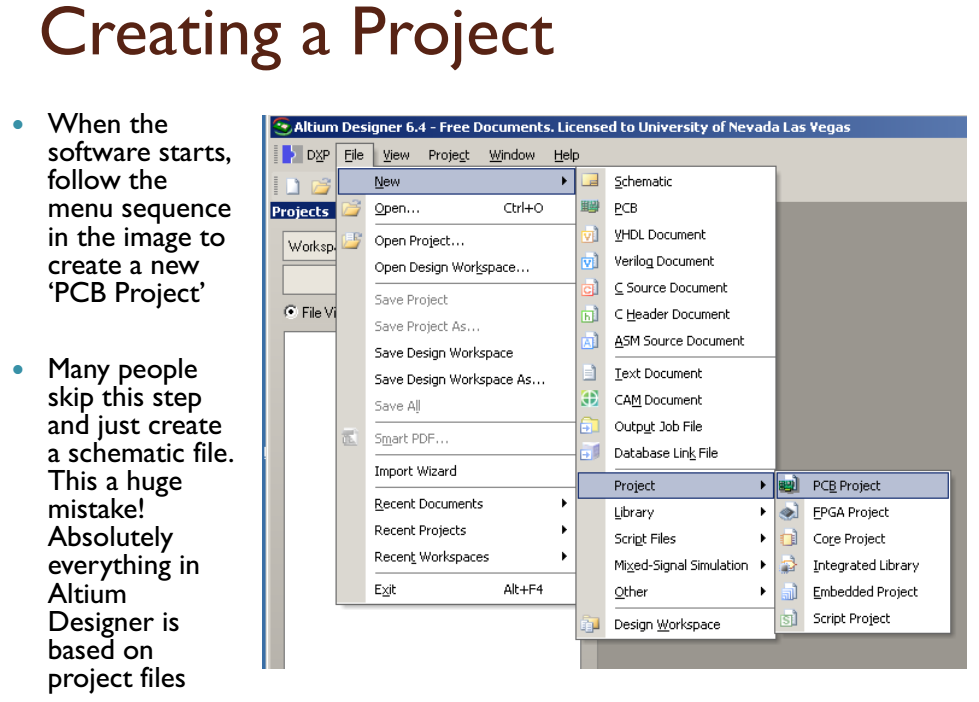 Creating a Project
• When the
software starts,
follow the
menu sequence
in the image to
create a new
‘PCB Project’
• Many people
skip this step
and just create
a schematic file.
This a huge
mistake!
Absolutely
everything in
Altium
Designer is
based on
project files
Altium Designer 6.4 - Free Documents. Licensed to University of Nevada Las Vegas
DXP File View Project Window Help
Projects
Worksp
File Vi
New
Open... Ctrl+O
Open Project...
Open Design Workspace...
Save Project
Save Project As...
Save Design Workspace
Save Design Workspace As...
Save All
Smart PDF...
Import Wizard
Recent Documents
Recent Projects
Recent Workspaces
Exit Alt+F4
Schematic
PCB
VHDL Document
Verilog Document
C Source Document
C Header Document
ASM Source Document
Text Document
CAM Document
Output Job File
Database Link File
Project
Library
Script Files
Mixed-Signal Simulation
Other
Design Workspace
PCB Project
FPGA Project
Core Project
Integrated Library
Embedded Project
Script Project